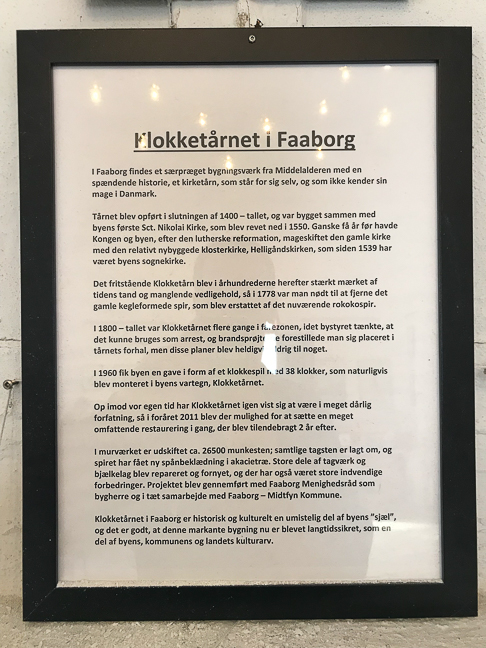 Klokketårnet i Faaborg
I Faaborg findes et særpræget bygningsværk fra Middelalderen med en
spændende historie, et kirketårn, som står for sig selv, og som ikke kender sin
mage i Danmark.
Tårnet blev opført i slutningen af 1400 – tallet, og var bygget sammen med
byens første Sct. Nikolai Kirke, som blev revet ned i 1550. Ganske få år før havde
Kongen og byen, efter den lutherske reformation, mageskiftet den gamle kirke
med den relativt nybyggede klosterkirke, Helligåndskirken, som siden 1539 har
været byens sognekirke.
Det fritstående Klokketårn blev i århundrederne herefter stærkt mærket af
tidens tand og manglende vedligehold, så i 1778 var man nødt til at fjerne det
gamle kegleformede spir, som blev erstattet af det nuværende rokokospir.
I 1800 – tallet var Klokketårnet flere gange i farezonen, idet bystyret tænkte, at
det kunne bruges som arrest, og brandsprøjterne forestillede man sig placeret i
tårnets forhal, men disse planer blev heldigvis aldrig til noget.
I 1960 fik byen en gave i form af et klokkespil med 38 klokker, som naturligvis
blev monteret i byens vartegn, Klokketårnet.
Op imod vor egen tid har Klokketårnet igen vist sig at være i meget dårlig
forfatning, så i foråret 2011 blev der mulighed for at sætte en meget
omfattende restaurering i gang, der blev tilendebragt 2 år efter.
I murværket er udskiftet ca. 26500 munkesten; samtlige tagsten er lagt om, og
spiret har fået ny spånbeklædning i akacietræ. Store dele af tagværk og
bjælkelag blev repareret og fornyet, og der har også været store indvendige
forbedringer. Projektet blev gennemført med Faaborg Menighedsråd som
bygherre og i tæt samarbejde med Faaborg – Midtfyn Kommune.
Klokketårnet i Faaborg er historisk og kulturelt en umistelig del af byens "sjæl",
og det er godt, at denne markante bygning nu er blevet langtidssikret, som en
del af byens, kommunens og landets kulturarv.